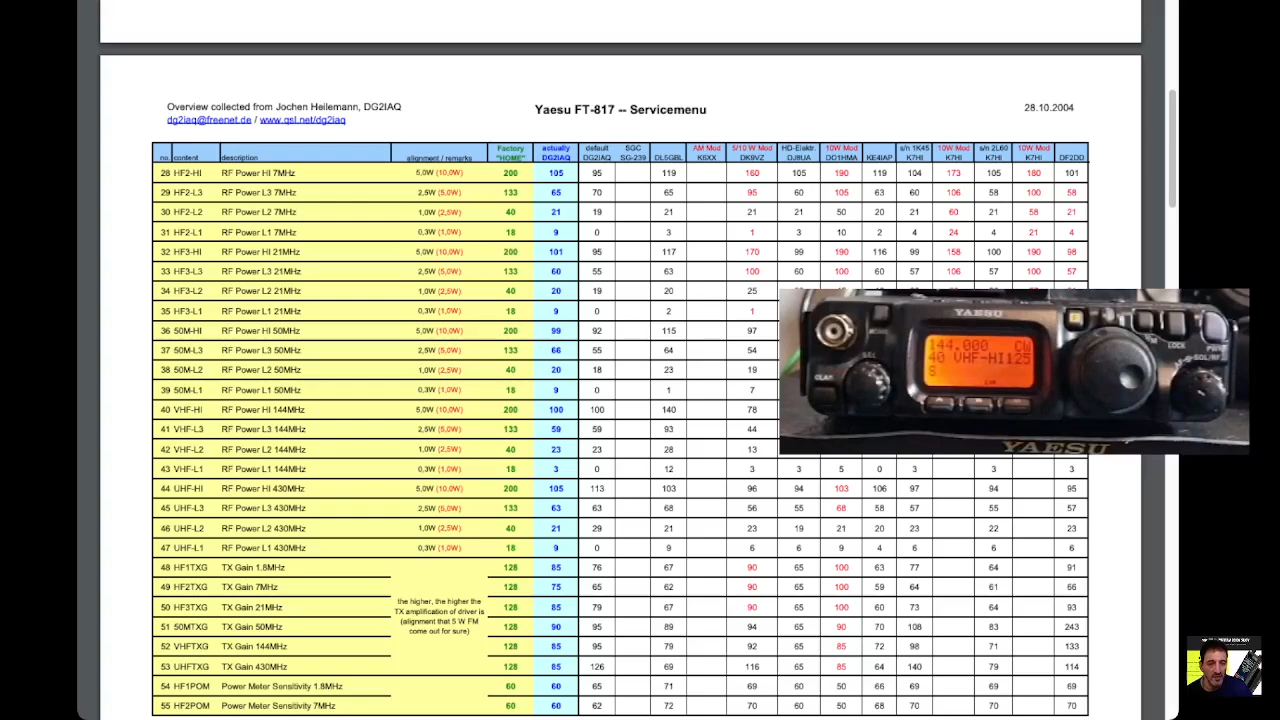 Overview collected from Jochen Heilemann, DG2IAQ
Yaesu FT-817 -- Servicemenu
28.10.2004
dg2iaq@freenet.de / www.qsl.net/dg2iaq
no. content description alignment / remarks Factory "HOME" actually DG2IAQ default DG2IAQ SGC SG-239 DL5GBL AM Mod K6XX 5/10 W Mod DK9VZ HD-Elektr. DJ8UA 10W Mod DO1HMA KE4IAP s/n 1K45 K7HI 10W Mod K7HI s/n 2L60 K7HI 10W Mod K7HI DF2DD
28 HF2-HI RF Power HI 7MHz 5,0W (10,0W) 200 105 95 119 160 105 190 119 104 173 105 180 101
29 HF2-L3 RF Power L3 7MHz 2,5W (5,0W) 133 65 70 65 95 60 105 63 60 106 58 100 58
30 HF2-L2 RF Power L2 7MHz 1,0W (2,5W) 40 21 19 21 21 21 50 20 21 60 21 58 21
31 HF2-L1 RF Power L1 7MHz 0,3W (1,0W) 18 9 0 3 1 3 10 2 4 24 4 21 4
32 HF3-HI RF Power HI 21MHz 5,0W (10,0W) 200 101 95 117 170 99 190 116 99 158 100 190 98
33 HF3-L3 RF Power L3 21MHz 2,5W (5,0W) 133 60 55 63 100 60 100 60 57 106 57 100 57
34 HF3-L2 RF Power L2 21MHz 1,0W (2,5W) 40 20 19 20 25
35 HF3-L1 RF Power L1 21MHz 0,3W (1,0W) 18 9 0 2 1
36 50M-HI RF Power HI 50MHz 5,0W (10,0W) 200 99 92 115 97
37 50M-L3 RF Power L3 50MHz 2,5W (5,0W) 133 66 55 64 54
38 50M-L2 RF Power L2 50MHz 1,0W (2,5W) 40 20 18 23 19
39 50M-L1 RF Power L1 50MHz 0,3W (1,0W) 18 9 0 1 7
40 VHF-HI RF Power HI 144MHz 5,0W (10,0W) 200 100 100 140 78
41 VHF-L3 RF Power L3 144MHz 2,5W (5,0W) 133 59 59 93 44
42 VHF-L2 RF Power L2 144MHz 1,0W (2,5W) 40 23 23 28 13
43 VHF-L1 RF Power L1 144MHz 0,3W (1,0W) 18 3 0 12 3 3 5 0 3 3 3
44 UHF-HI RF Power HI 430MHz 5,0W (10,0W) 200 105 113 103 96 94 103 106 97 94 95
45 UHF-L3 RF Power L3 430MHz 2,5W (5,0W) 133 63 63 68 56 55 68 58 57 55 57
46 UHF-L2 RF Power L2 430MHz 1,0W (2,5W) 40 21 29 21 23 19 21 20 23 22 23
47 UHF-L1 RF Power L1 430MHz 0,3W (1,0W) 18 9 0 9 6 6 9 4 6 6 6
48 HF1TXG TX Gain 1.8MHz 128 85 76 67 90 65 100 63 77 64 91
49 HF2TXG TX Gain 7MHz 128 75 65 62 90 65 100 59 64 61 66
50 HF3TXG TX Gain 21MHz 128 85 79 67 90 65 100 60 73 64 93
51 50MTXG TX Gain 50MHz 128 90 95 89 94 65 90 70 108 83 243
52 VHFTXG TX Gain 144MHz 128 85 95 79 92 65 85 72 98 71 133
53 UHFTXG TX Gain 430MHz 128 85 126 69 116 65 85 64 140 79 114
the higher, the higher the
TX amplification of driver is
(alignment that 5 W FM
come out for sure)
54 HF1POM Power Meter Sensitivity 1.8MHz 60 60 65 71 69 60 50 66 69 69 69
55 HF2POM Power Meter Sensitivity 7MHz 60 60 62 72 70 60 50 68 70 70 70
YAESU
144.000 CW
40 VHF-HI125
S
SEL
CLAR
LOCK
PWR
SQL/RF
YAESU